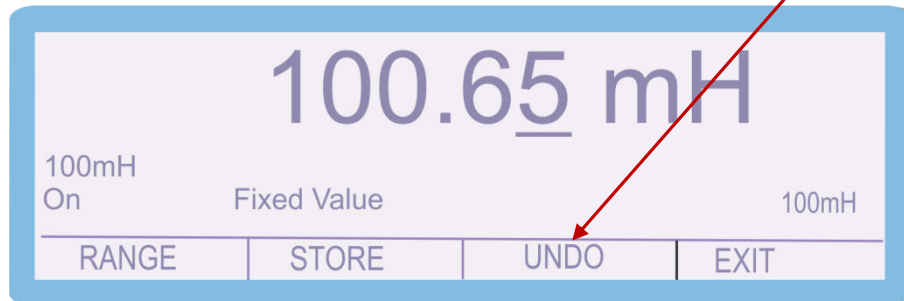 100.65 mH
100mH
On Fixed Value 100mH
RANGE STORE UNDO EXIT